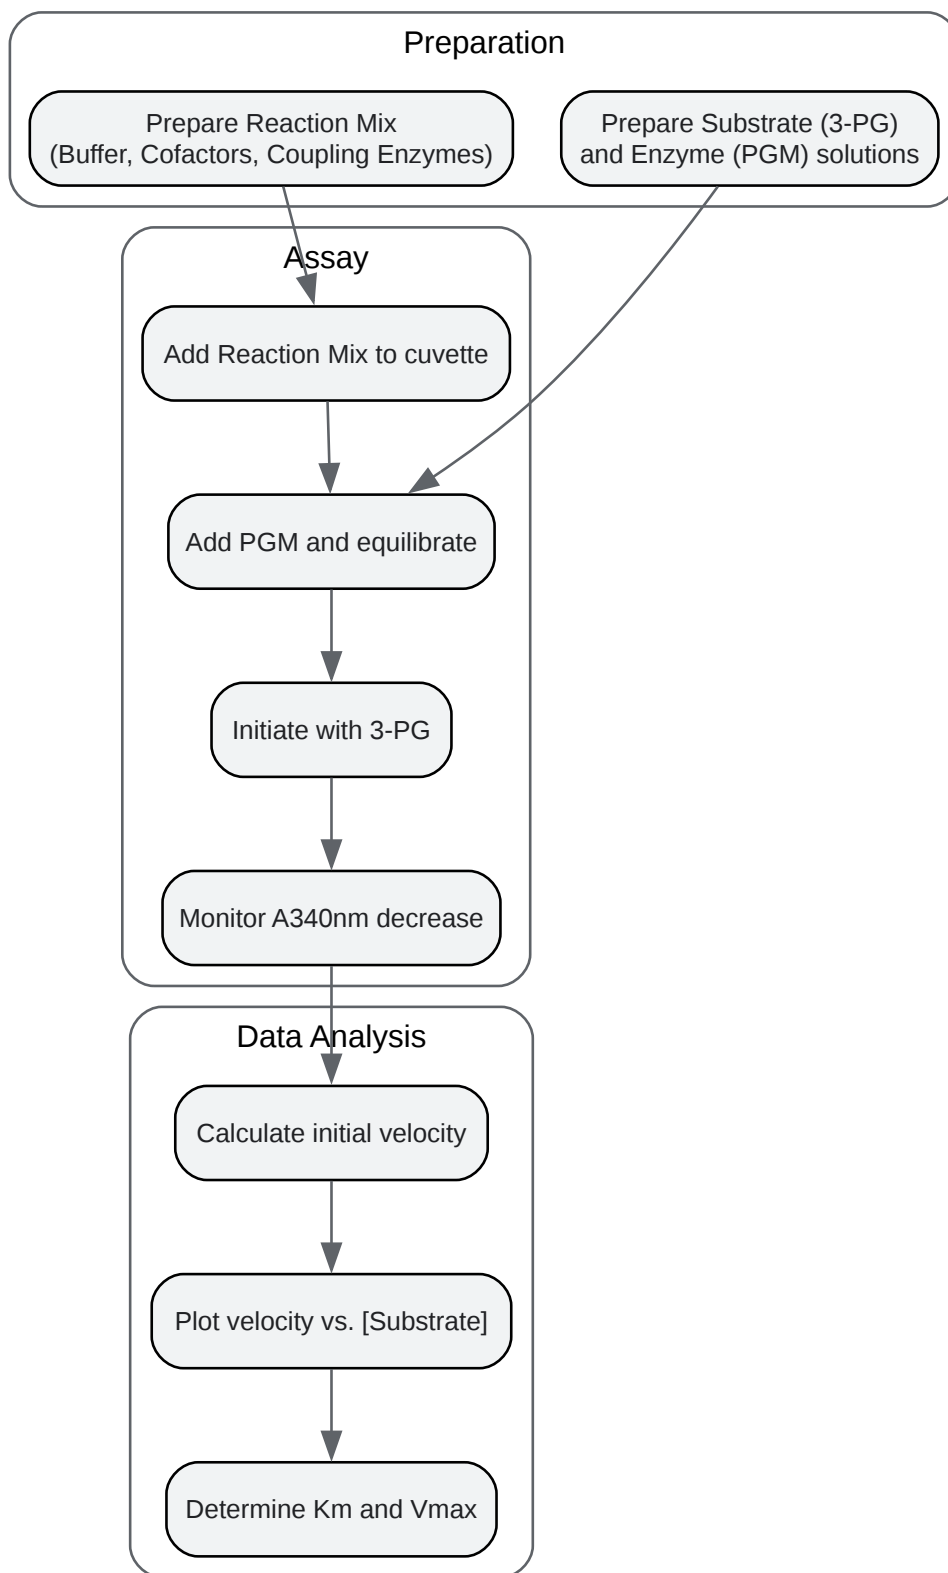 Preparation
Prepare Reaction Mix
(Buffer, Cofactors, Coupling Enzymes)
Prepare Substrate (3-PG)
and Enzyme (PGM) solutions
Assay
Add Reaction Mix to cuvette
Add PGM and equilibrate
Initiate with 3-PG
Monitor A340nm decrease
Data Analysis
Calculate initial velocity
Plot velocity vs. [Substrate]
Determine Km and Vmax